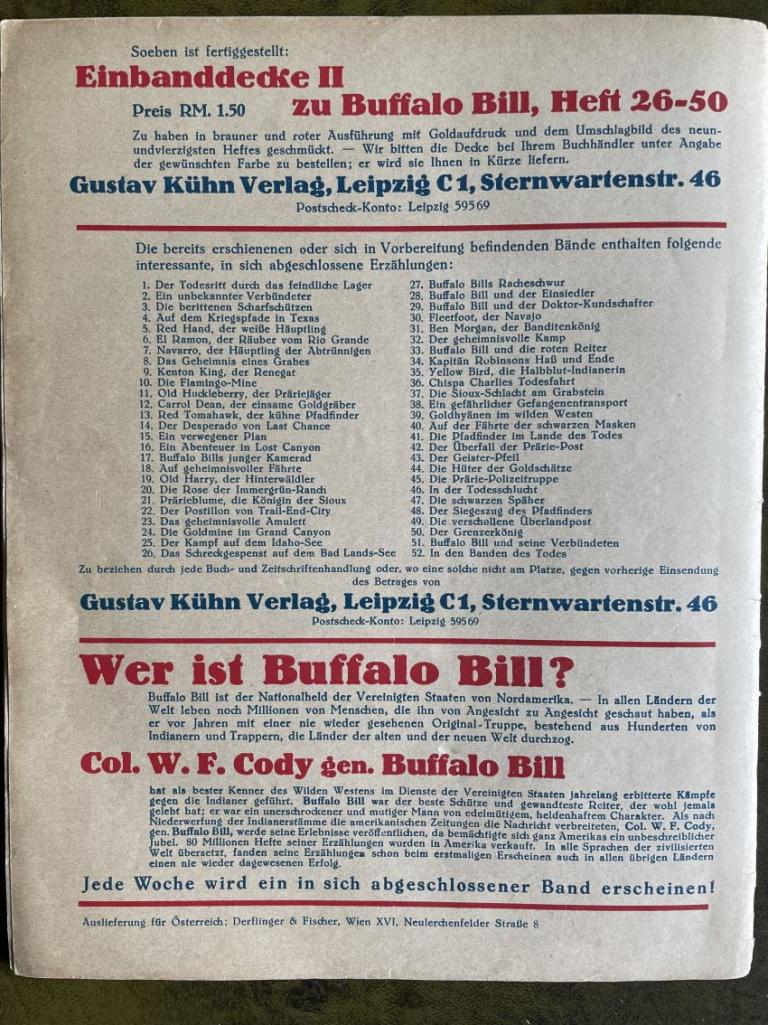 Soeben ist fertiggestellt:
Einbanddecke II
Preis RM. 1.50 zu Buffalo Bill, Heft 26-50
Zu haben in brauner und roter Ausführung mit Goldaufdruck und dem Umschlagbild des neun-
undvierzigsten Heftes geschmückt. — Wir bitten die Decke bei Ihrem Buchhändler unter Angabe
der gewünschten Farbe zu bestellen; er wird sie Ihnen in Kürze liefern.
Gustav Kühn Verlag, Leipzig C 1, Sternwartenstr. 46
Postscheck-Konto: Leipzig 59569
Die bereits erschienenen oder sich in Vorbereitung befindenden Bände enthalten folgende
interessante, in sich abgeschlossene Erzählungen:
1. Der Todesritt durch das feindliche Lager
2. Ein unbekannter Verbündeter
3. Die berittenen Scharfschützen
4. Auf dem Kriegspfade in Texas
5. Red Hand, der weiße Häuptling
6. El Ramon, der Räuber vom Rio Grande
7. Navarro, der Häuptling der Abtrünnigen
8. Das Geheimnis eines Grabes
9. Kenton King, der Renegat
10. Die Flamingo-Mine
11. Old Huckleberry, der Präriejäger
12. Carrol Dean, der einsame Goldgräber
13. Red Tomahawk, der kühne Pfadfinder
14. Der Desperado von Last Chance
15. Ein verwegener Plan
16. Ein Abenteuer in Lost Canyon
17. Buffalo Bills junger Kamerad
18. Auf geheimnisvoller Fährte
19. Old Harry, der Hinterwäldler
20. Die Rose der Immergrün-Ranch
21. Prärieblume, die Königin der Sioux
22. Der Postillon von Trail-End-City
23. Das geheimnisvolle Amulett
24. Die Goldmine im Grand Canyon
25. Der Kampf auf dem Idaho-See
26. Das Schreckgespenst auf dem Bad Lands-See
27. Buffalo Bills Racheschwur
28. Buffalo Bill und der Einsiedler
29. Buffalo Bill und der Doktor-Kundschafter
30. Fleetfoot, der Navajo
31. Ben Morgan, der Banditenkönig
32. Der geheimnisvolle Kamp
33. Buffalo Bill und die roten Reiter
34. Kapitän Robinsons Haß und Ende
35. Yellow Bird, die Halbblut-Indianerin
36. Chispa Charlies Todesfahrt
37. Die Sioux-Schlacht am Grabstein
38. Ein gefährlicher Gefangenentransport
39. Goldhyänen im wilden Westen
40. Auf der Fährte der schwarzen Masken
41. Die Pfadfinder im Lande des Todes
42. Der Überfall der Prärie-Post
43. Der Geister-Pfeil
44. Die Hüter der Goldschätze
45. Die Prärie-Polizeitruppe
46. In der Todesschlucht
47. Die schwarzen Späher
48. Der Siegeszug des Pfadfinders
49. Die verschollene Überlandpost
50. Der Grenzerkönig
51. Buffalo Bill und seine Verbündeten
52. In den Banden des Todes
Zu beziehen durch jede Buch- und Zeitschriftenhandlung oder, wo eine solche nicht am Platze, gegen vorherige Einsendung
des Betrages von
Gustav Kühn Verlag, Leipzig C 1, Sternwartenstr. 46
Postscheck-Konto: Leipzig 59569
Wer ist Buffalo Bill?
Buffalo Bill ist der Nationalheld der Vereinigten Staaten von Nordamerika. — In allen Ländern der
Welt leben noch Millionen von Menschen, die ihn von Angesicht zu Angesicht geschaut haben, als
er vor Jahren mit einer nie wieder gesehenen Original-Truppe, bestehend aus Hunderten von
Indianern und Trappern, die Länder der alten und der neuen Welt durchzog.
Col. W. F. Cody gen. Buffalo Bill
hat als bester Kenner des Wilden Westens im Dienste der Vereinigten Staaten jahrelang erbitterte Kämpfe
gegen die Indianer geführt. Buffalo Bill war der beste Schütze und gewandteste Reiter, der wohl jemals
gelebt hat; er war ein unerschrockener und mutiger Mann von edelmütigem, heldenhaftem Charakter. Als nach
Niederwerfung der Indianerstämme die amerikanischen Zeitungen die Nachricht verbreiteten, Col. W. F. Cody,
gen. Buffalo Bill, werde seine Erlebnisse veröffentlichen, da bemächtigte sich ganz Amerikas ein unbeschreiblicher
Jubel. 80 Millionen Hefte seiner Erzählungen wurden in Amerika verkauft. In alle Sprachen der zivilisierten
Welt übersetzt, fanden seine Erzählungen schon beim erstmaligen Erscheinen auch in allen übrigen Ländern
einen nie wieder dagewesenen Erfolg.
Jede Woche wird ein in sich abgeschlossener Band erscheinen!
Auslieferung für Österreich: Derflinger & Fischer, Wien XVI, Neulerchenfelder Straße 8